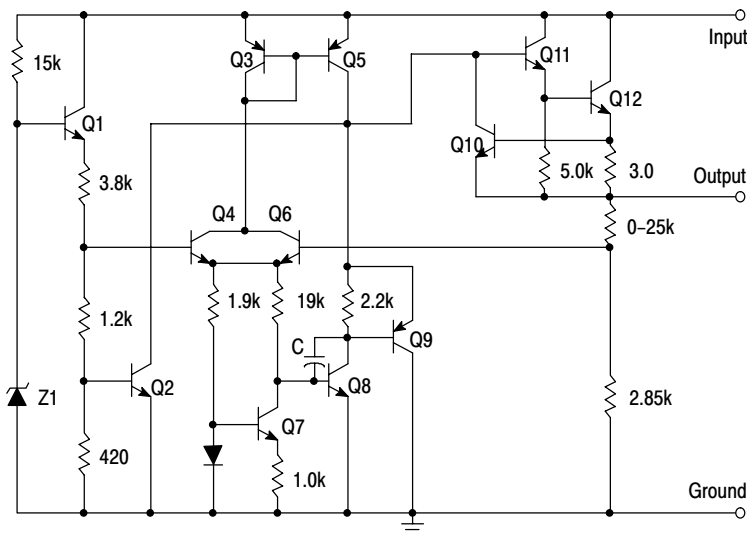 Input
15k
Q3
Q5
Q11
Q12
Q1
Q10
3.8k
5.0k
3.0
Output
Q4
Q6
0–25k
1.2k
1.9k
19k
2.2k
C
Q9
Z1
Q2
Q8
2.85k
420
Q7
1.0k
Ground